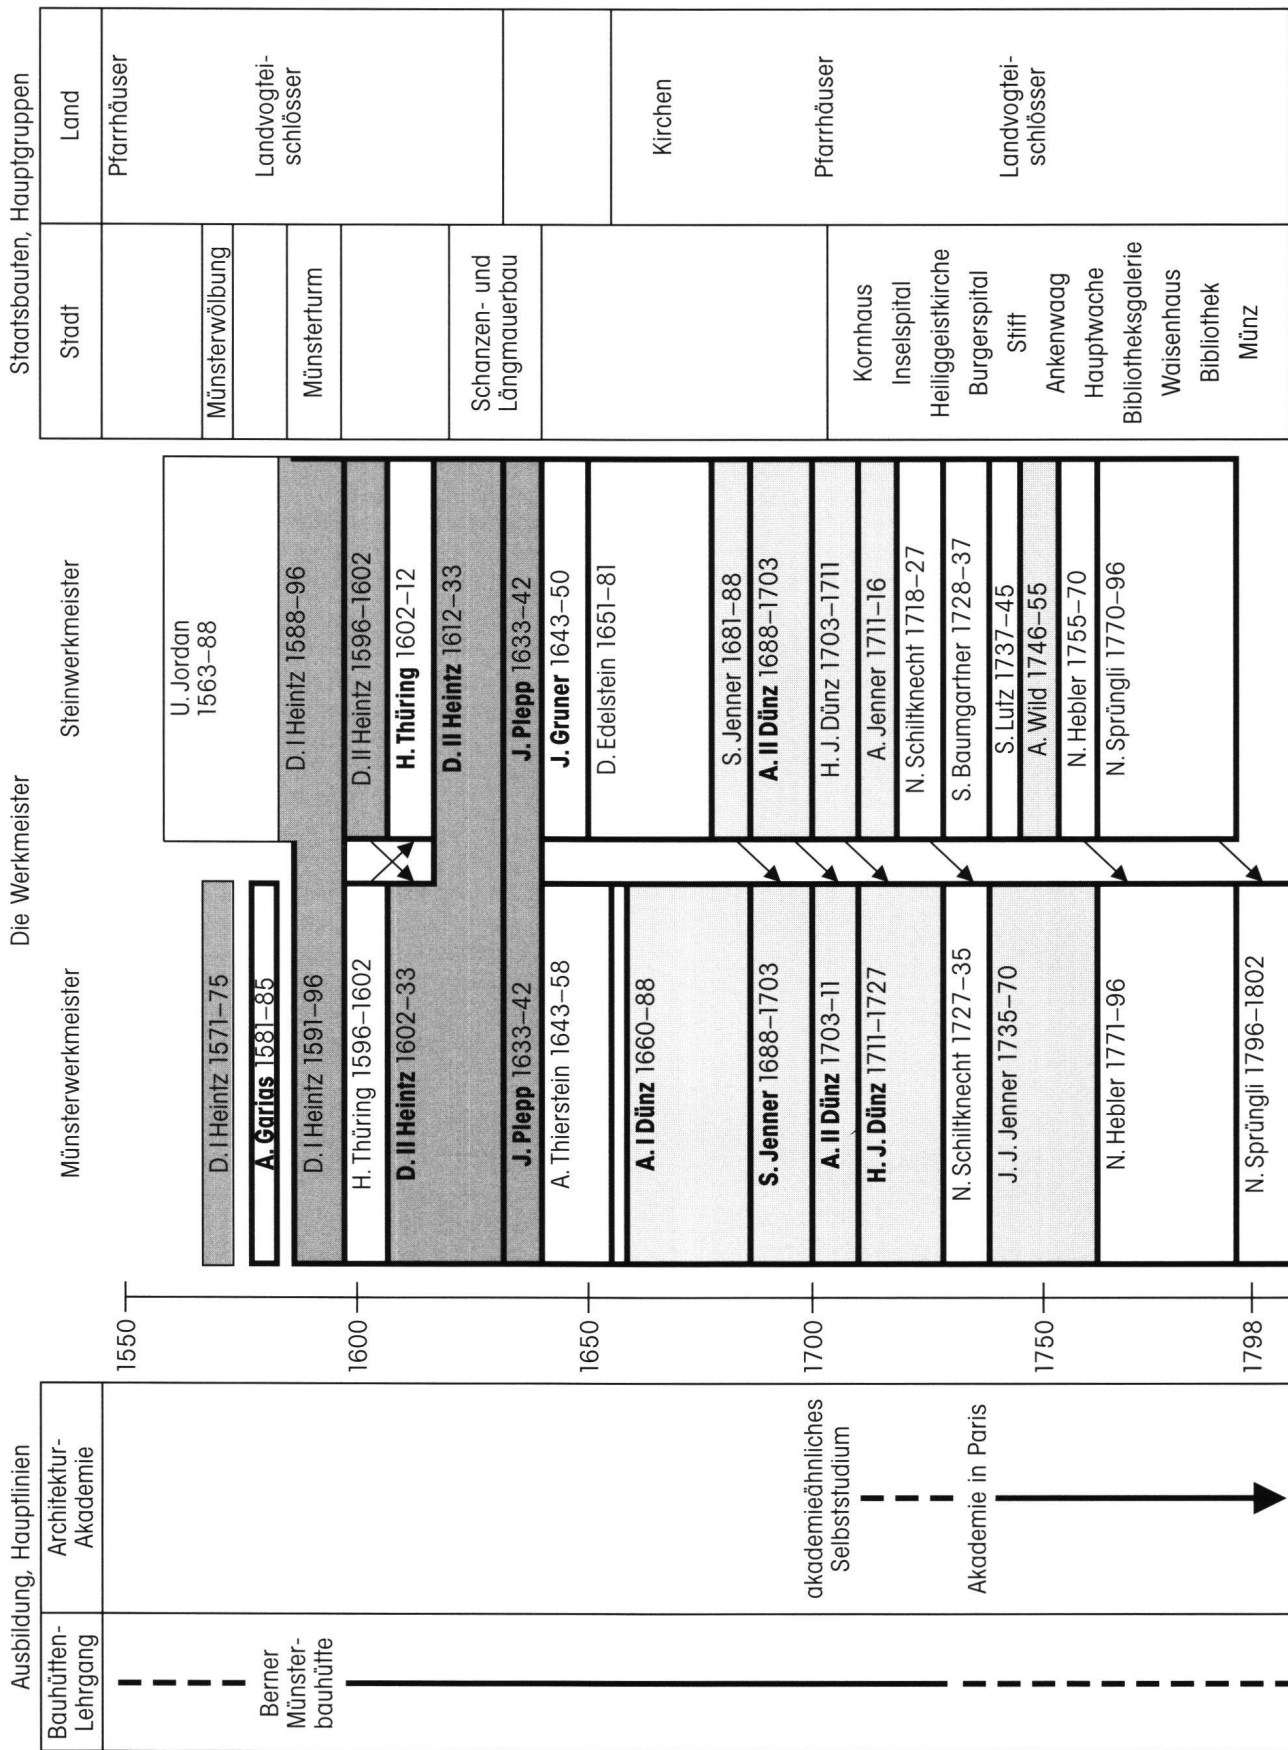 Ausbildung, Hauptlinien
Bauhütten-
Lehrgang
Architektur-
Akademie
Berner
Münster-
bauhütte
akademieähnliches
Selbststudium
Akademie in Paris
1550
1600
1650
1700
1750
1798
Die Werkmeister
Münsterwerkmeister
D. I Heintz 1571–75
A. Garias 1581–85
D. I Heintz 1591–96
H. Thüring 1596–1602
D. II Heintz 1602–33
J. Plepp 1633–42
A. Thierstein 1643–58
A. I Dünz 1660–88
S. Jenner 1688–1703
A. II Dünz 1703–11
H. J. Dünz 1711–1727
N. Schiltknecht 1727–35
J. J. Jenner 1735–70
N. Hebler 1771–96
N. Sprüngli 1796–1802
Steinwerkmeister
U. Jordan
1563–88
D. I Heintz 1588–96
D. II Heintz 1596–1602
H. Thüring 1602–12
D. II Heintz 1612–33
J. Plepp 1633–42
J. Gruner 1643–50
D. Edelstein 1651–81
S. Jenner 1681–88
A. II Dünz 1688–1703
H. J. Dünz 1703–1711
A. Jenner 1711–16
N. Schiltknecht 1718–27
S. Baumgartner 1728–37
S. Lutz 1737–45
A. Wild 1746–55
N. Hebler 1755–70
N. Sprüngli 1770–96
Staatsbauten, Hauptgruppen
Stadt
Münsterwölbung
Münsterturm
Schanzen- und
Längmauerbau
Kornhaus
Inselspital
Heiliggeistkirche
Burgerspital
Stift
Ankenwaag
Hauptwache
Bibliotheksgalerie
Waisenhaus
Bibliothek
Münz
Land
Pfarrhäuser
Landvogtei-
schlösser
Kirchen
Pfarrhäuser
Landvogtei-
schlösser